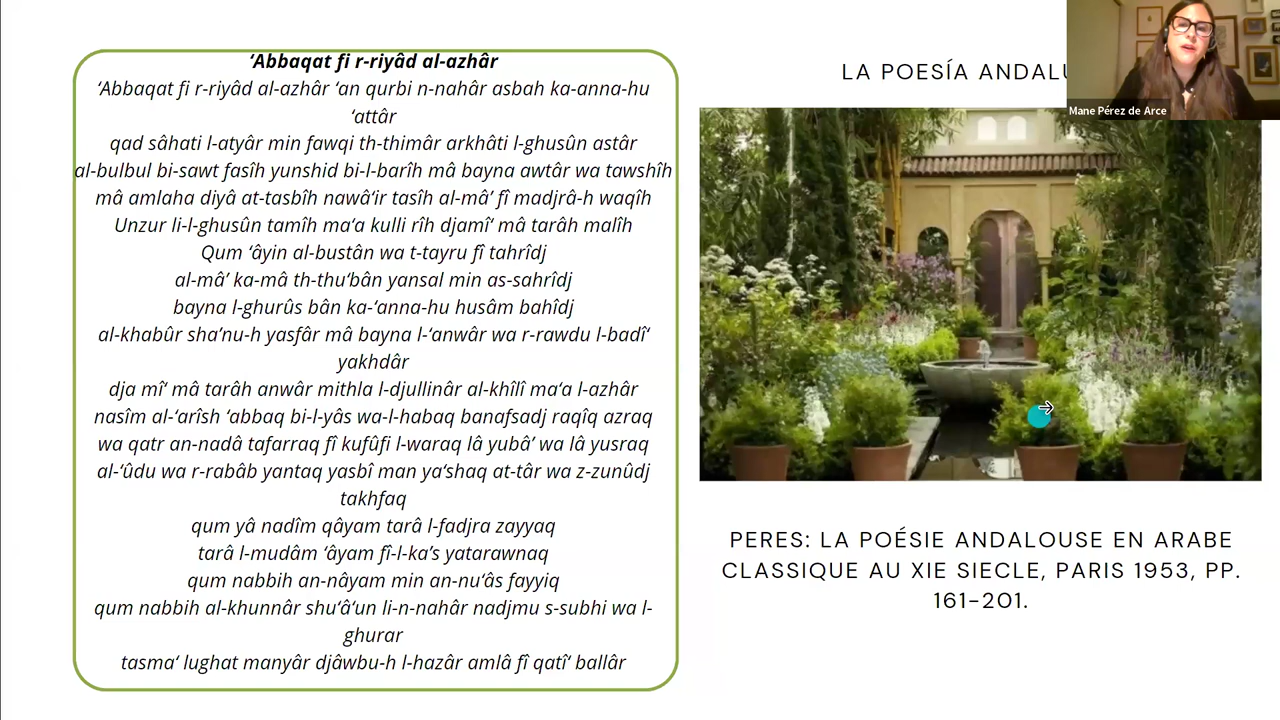 ‘Abbaqat fi r-riyâd al-azhâr
‘Abbaqat fi r-riyâd al-azhâr ‘an qurbi n-nahâr asbah ka-anna-hu
‘attâr
qad sâhati l-atyâr min fawqi th-thimâr arkhâti l-ghusûn astâr
al-bulbul bi-sawt fasîh yunshid bi-l-barîh mâ bayna awtâr wa tawshîh
mâ amlaha diyâ at-tasbîh nawâ‘ir tasîh al-mâ’ fî madjrâ-h waqîh
Unzur li-l-ghusûn tamîh ma‘a kulli rîh djamî‘ mâ tarâh malîh
Qum ‘âyin al-bustân wa t-tayru fî tahrîdj
al-mâ’ ka-mâ th-thu‘bân yansal min as-sahrîdj
bayna l-ghurûs bân ka-‘anna-hu husâm bahîdj
al-khabûr sha’nu-h yasfâr mâ bayna l-‘anwâr wa r-rawdu l-badî‘
yakhdâr
dja mî‘ mâ tarâh anwâr mithla l-djullinâr al-khîlî ma‘a l-azhâr
nasîm al-‘arîsh ‘abbaq bi-l-yâs wa-l-habaq banafsadj raqîq azraq
wa qatr an-nadâ tafarraq fî kufûfi l-waraq lâ yubâ‘ wa lâ yusraq
al-‘ûdu wa r-rabâb yantaq yasbî man ya‘shaq at-târ wa z-zunûdj
takhfaq
qum yâ nadîm qâyam tarâ l-fadjra zayyaq
tarâ l-mudâm ‘âyam fî-l-ka’s yatarawnaq
qum nabbih an-nâyam min an-nu‘âs fayyiq
qum nabbih al-khunnâr shu‘â‘un li-n-nahâr nadjmu s-subhi wa l-
ghurar
tasma‘ lughat manyâr djâwbu-h l-hazâr amlâ fî qatî‘ ballâr
LA POESÍA ANDALU
Mane Pérez de Arce
PERES: LA POÉSIE ANDALOUSE EN ARABE
CLASSIQUE AU XIE SIECLE, PARIS 1953, PP.
161-201.